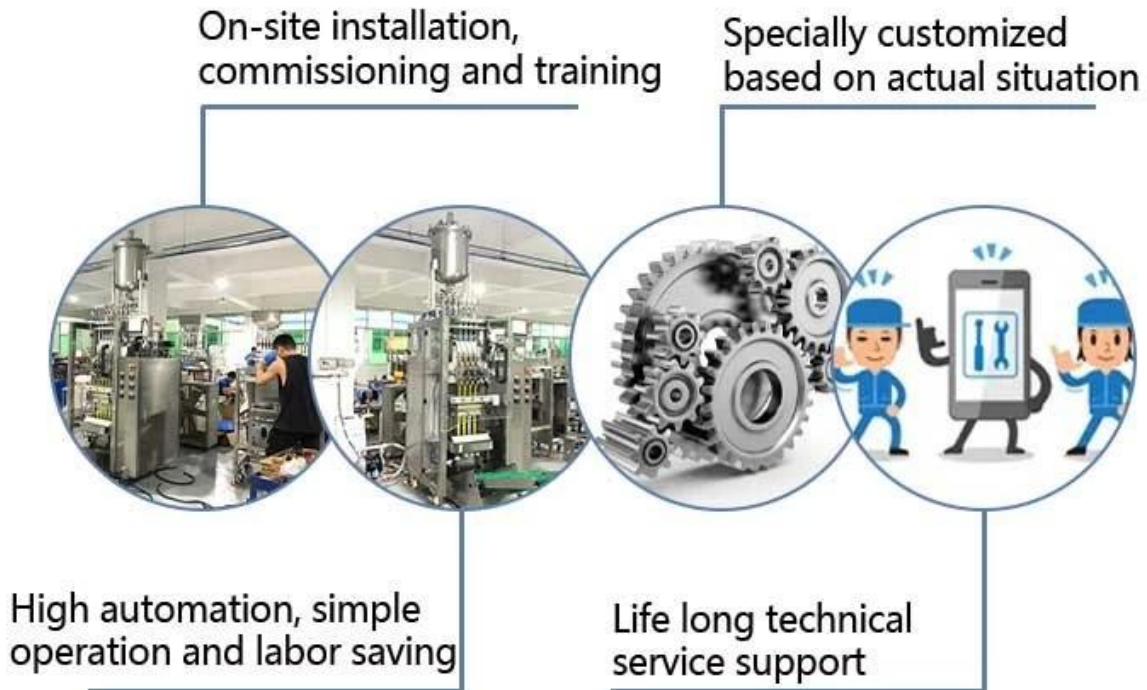 On-site installation,
commissioning and training
Specially customized
based on actual situation
High automation, simple
operation and labor saving
Life long technical
service support